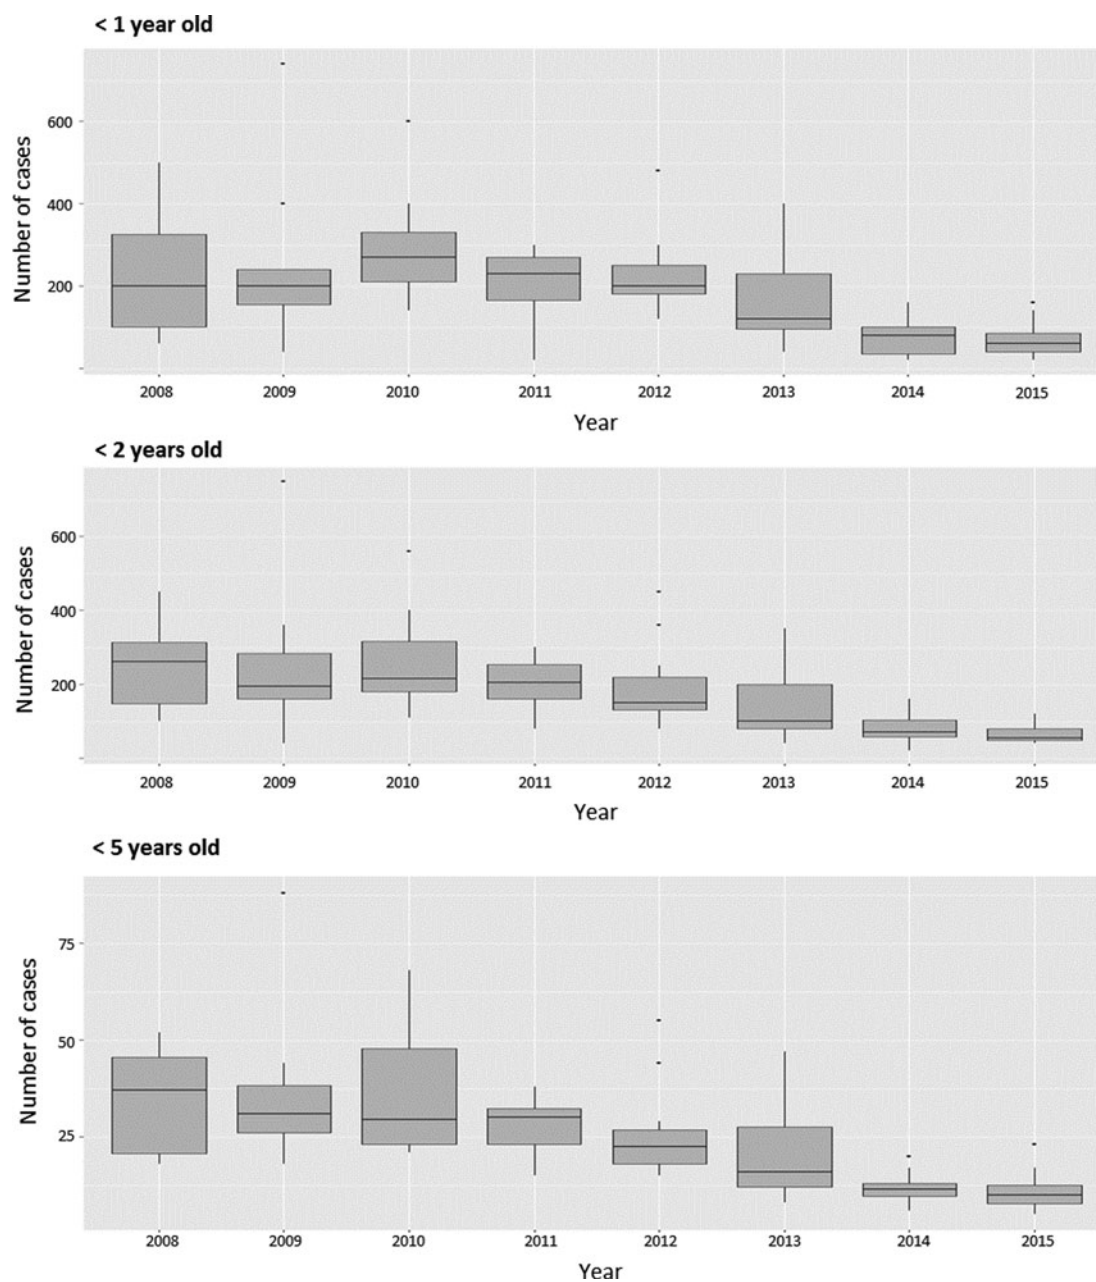 < 1 year old
Number of cases
600
400
200
2008 2009 2010 2011 2012 2013 2014 2015
Year
< 2 years old
Number of cases
600
400
200
2008 2009 2010 2011 2012 2013 2014 2015
Year
< 5 years old
Number of cases
75
50
25
2008 2009 2010 2011 2012 2013 2014 2015
Year